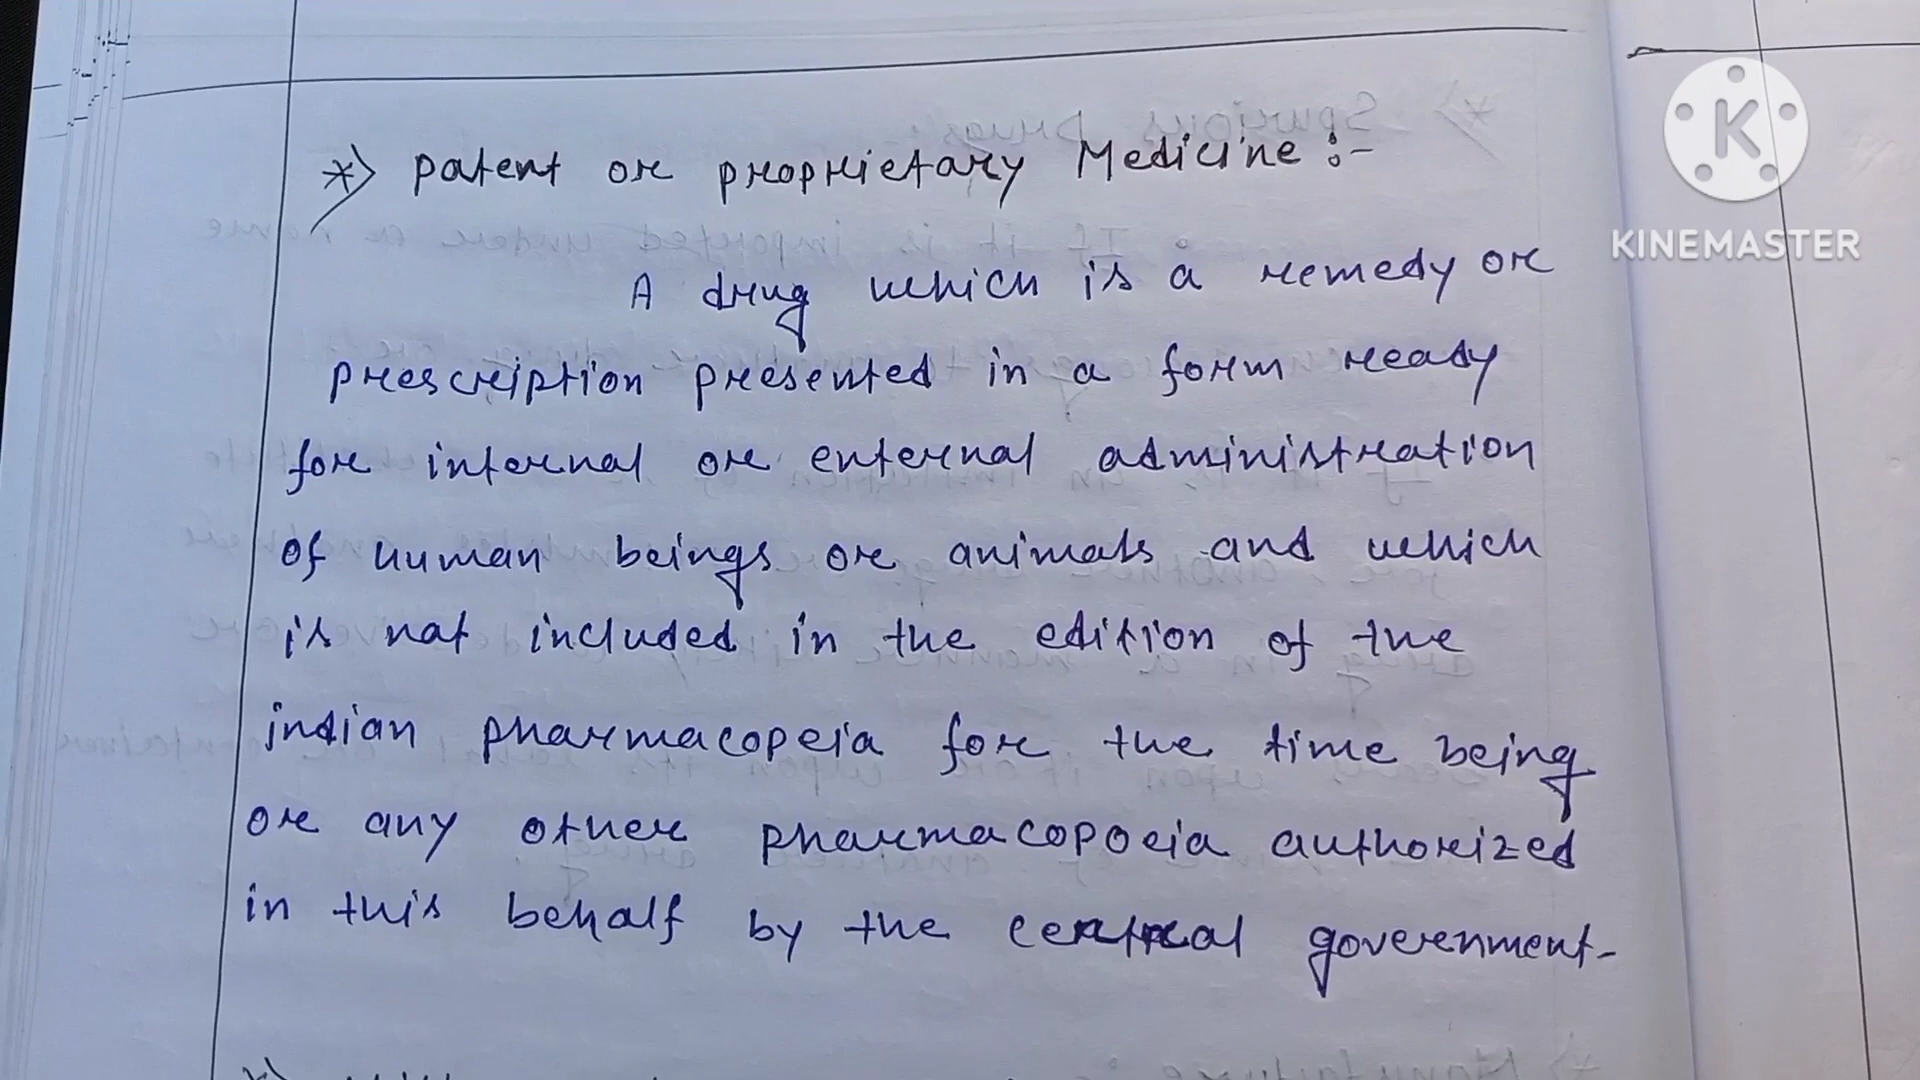 *) patent or proprietary Medicine :-
A drug which is a remedy or
prescription presented in a form ready
for internal or enternal administration
of human beings or animals and which
is not included in the edition of the
indian pharmacopeia for the time being
or any other pharmacopoeia authorized
in this behalf by the central government-
KINEMASTER